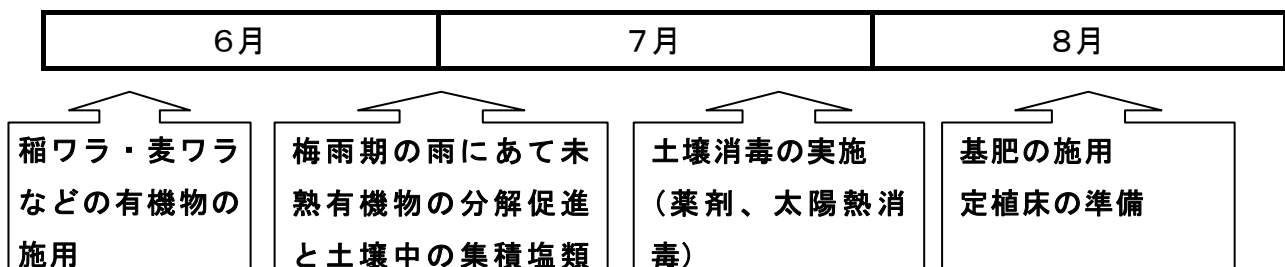 6月
7月
8月
稲ワラ・麦ワラ
などの有機物の
施用
梅雨期の雨にあて未
熟有機物の分解促進
と土壌中の集積塩類
土壌消毒の実施
(薬剤、太陽熱消
毒)
基肥の施用
定植床の準備